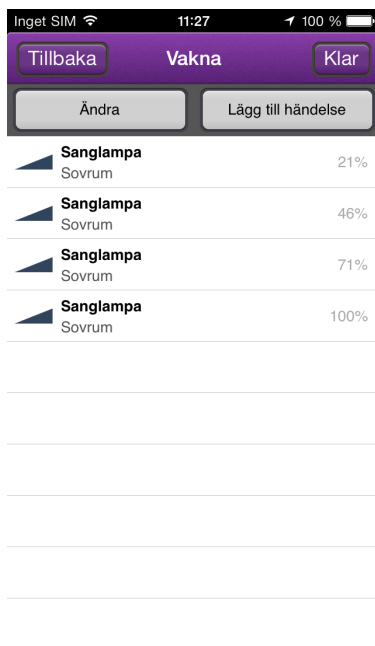 Inget SIM 11:27 100 %
Tillbaka Vakna Klar
Ändra Lägg till händelse
Sanglampa
Sovrum 21%
Sanglampa
Sovrum 46%
Sanglampa
Sovrum 71%
Sanglampa
Sovrum 100%